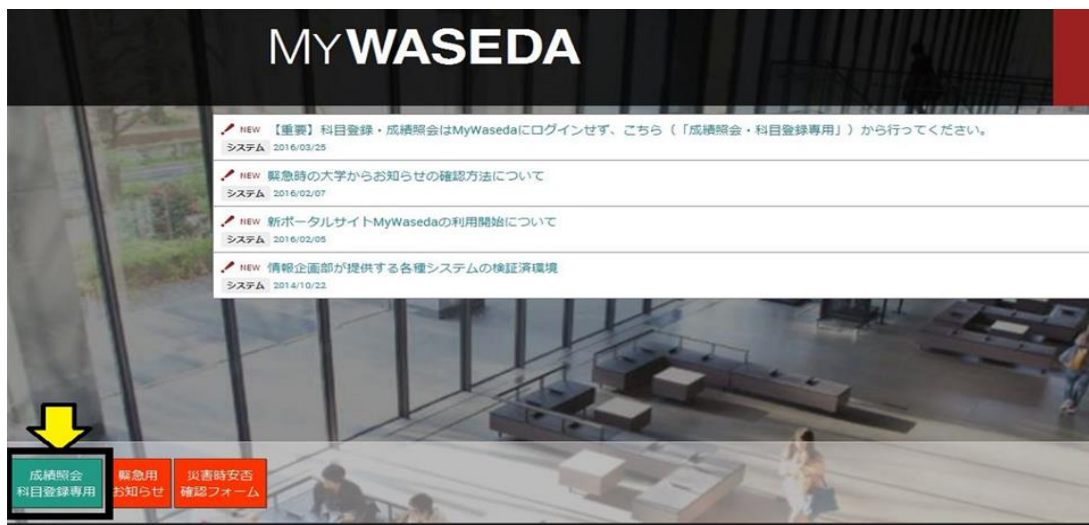 MYWASEDA
NEW 【重要】科目登録・成績照会はMyWasedaにログインせず、こちら（「成績照会・科目登録専用」）から行ってください。
システム 2016/03/25
NEW 緊急時の大学からお知らせの確認方法について
システム 2016/02/07
NEW 新ポータルサイトMyWasedaの利用開始について
システム 2016/02/05
NEW 情報企画部が提供する各種システムの検証済環境
システム 2014/10/22
成績照会
科目登録専用
緊急用
お知らせ
災害時安否
確認フォーム